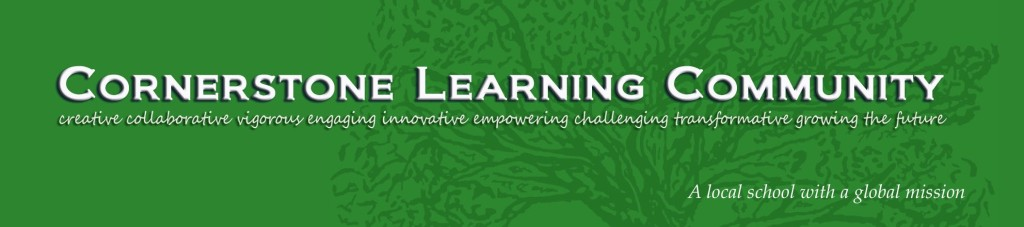 Cornerstone Learning Community
creative collaborative vigorous engaging innovative empowering challenging transformative growing the future
A local school with a global mission